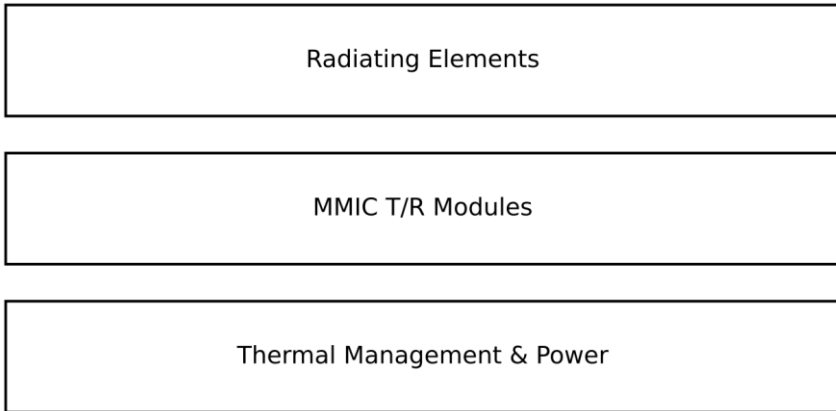 Radiating Elements
MMIC T/R Modules
Thermal Management & Power